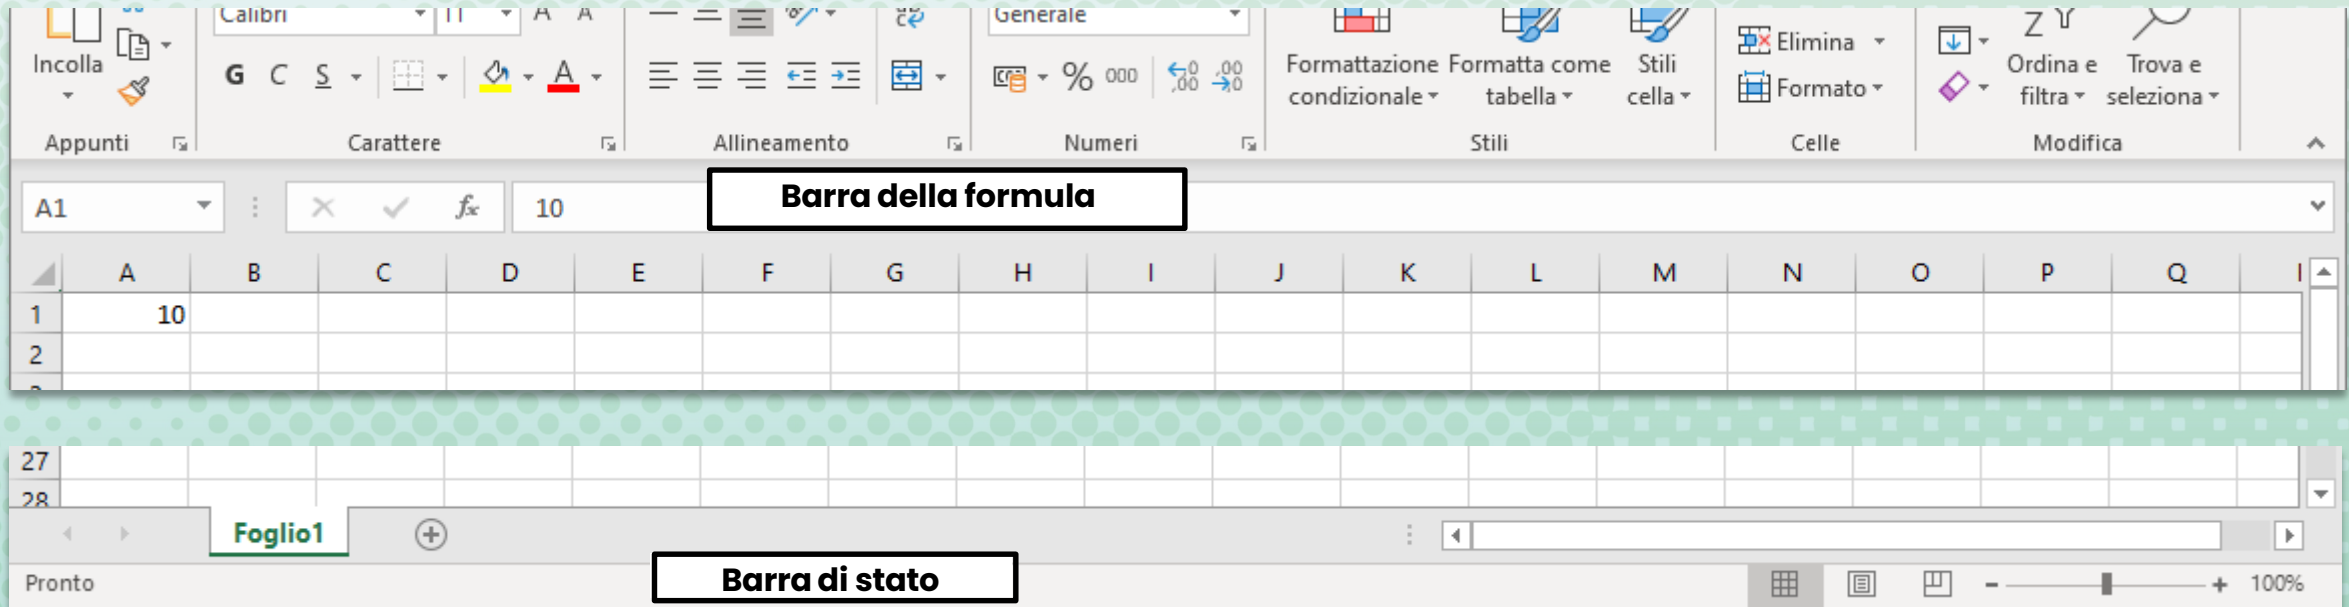 Calibri 11 A A Generale Z
Elimina
Incolla Formattazione Formatta come Stili Ordina e Trova e
G C S A % 000 ,00 ,00
condizionale tabella cella Formato filtra seleziona
Appunti Carattere Allineamento Numeri Stili Celle Modifica
Barra della formula
A1 fx 10
A B C D E F G H I J K L M N O P Q
1 10
2
27
28
Foglio1
Barra di stato
Pronto 100%